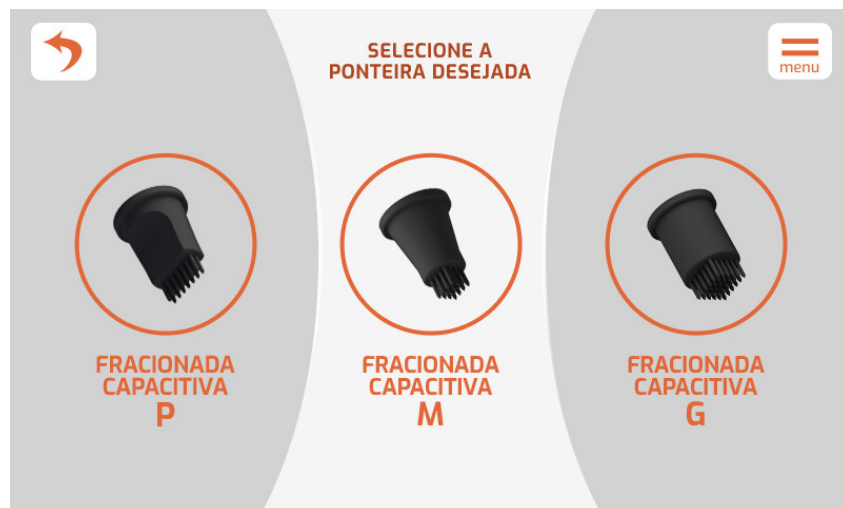 SELECIONE A
PONTEIRA DESEJADA
menu
FRACIONADA
CAPACITIVA
P
FRACIONADA
CAPACITIVA
M
FRACIONADA
CAPACITIVA
G